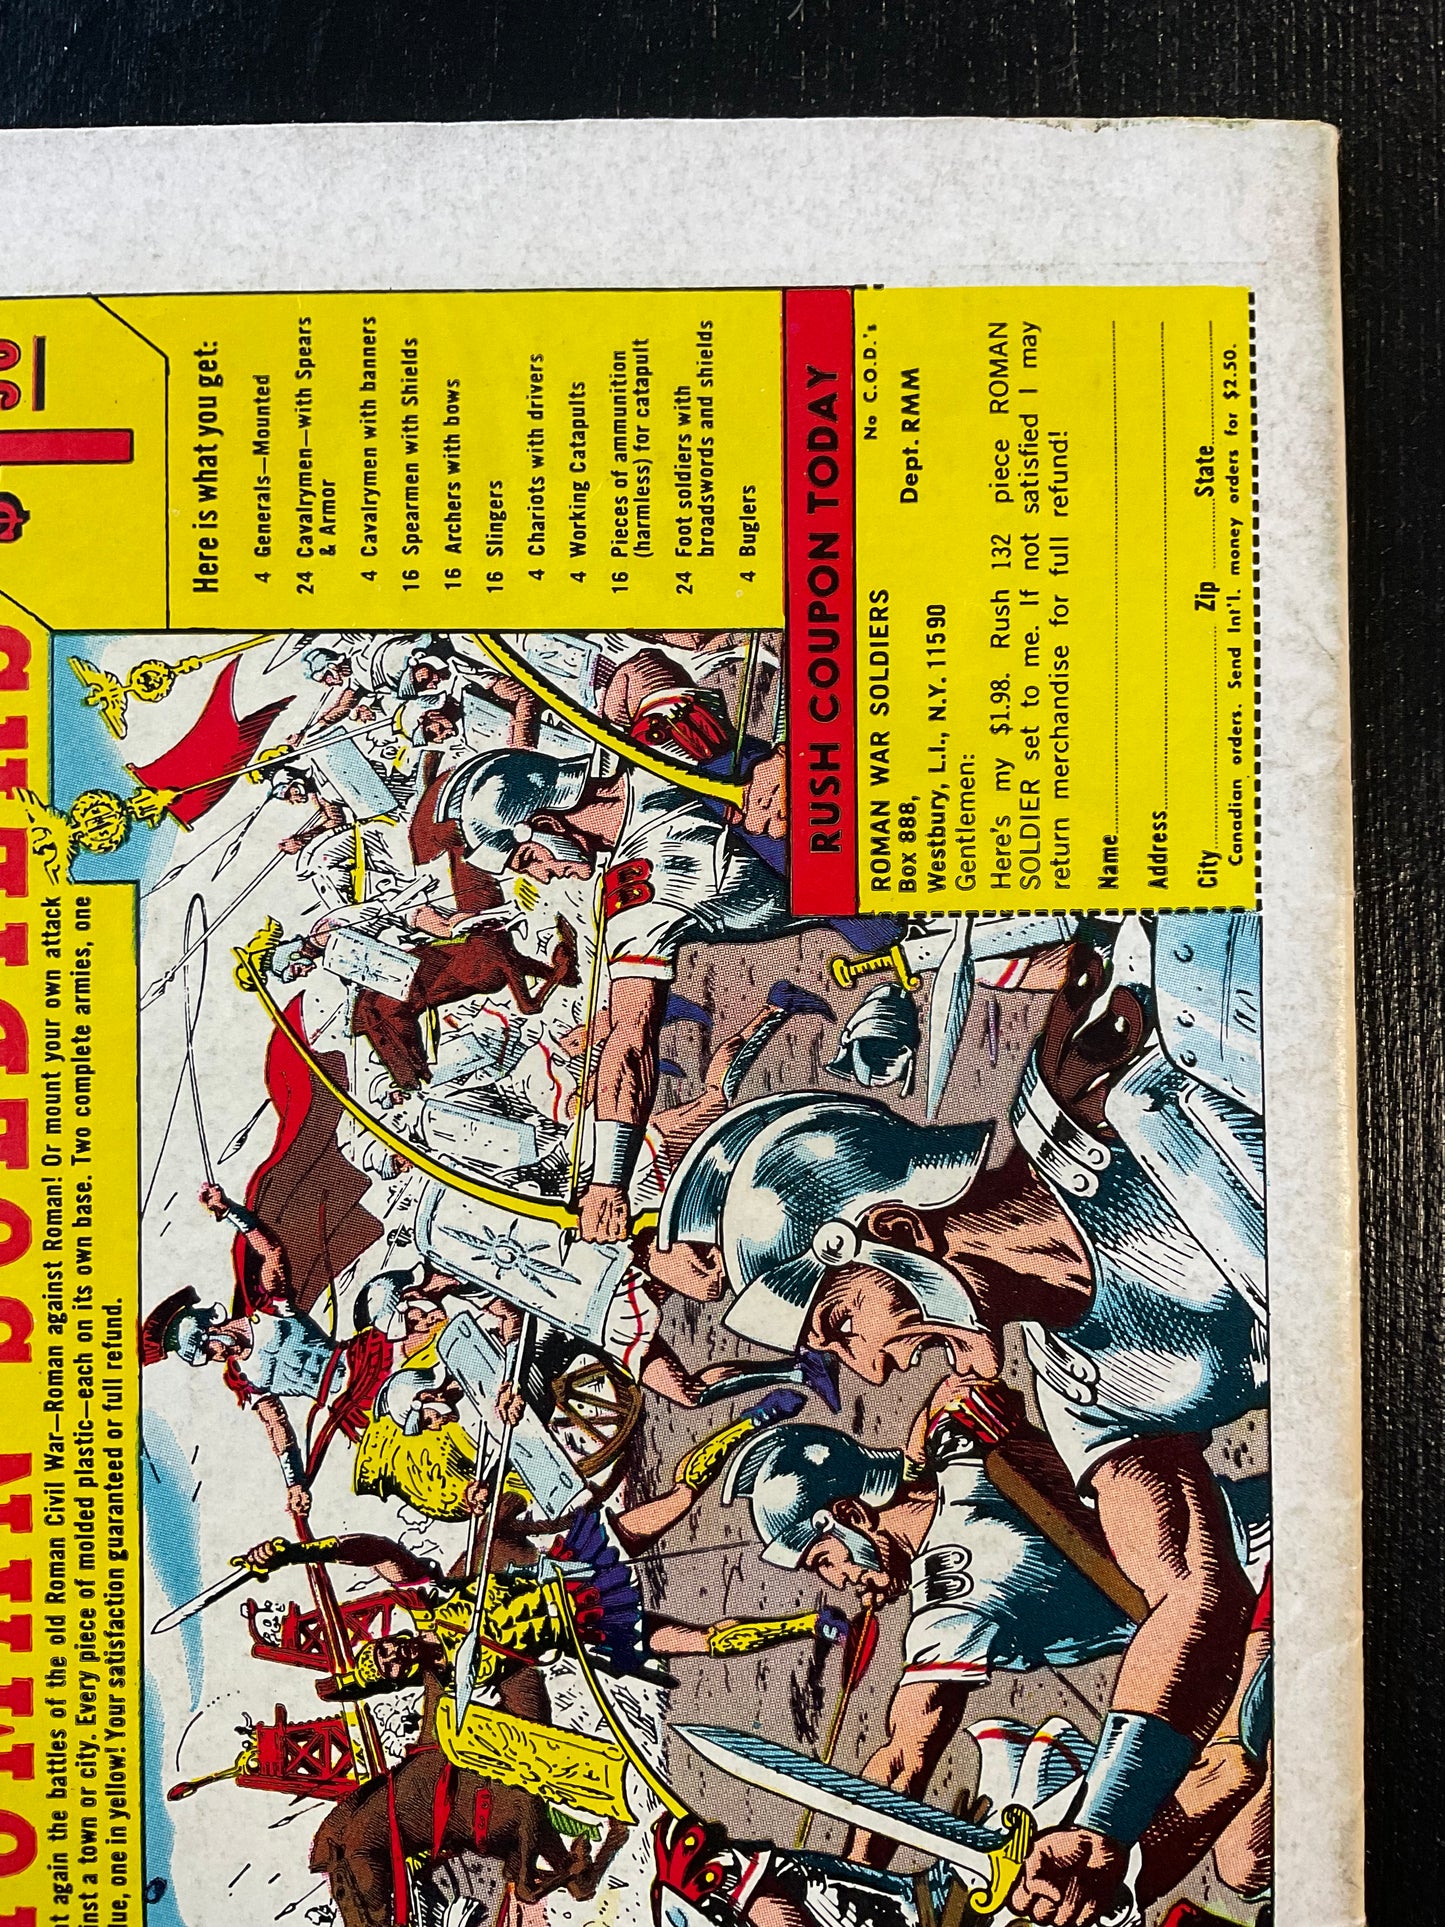 ROMAN SOLDIERS
$1.98
t again the battles of the old Roman Civil War—Roman against Roman! Or mount your own attack
inst a town or city. Every piece of molded plastic—each on its own base. Two complete armies, one
lue, one in yellow! Your satisfaction guaranteed or full refund.
Here is what you get:
4 Generals—Mounted
24 Cavalrymen—with Spears
& Armor
4 Cavalrymen with banners
16 Spearmen with Shields
16 Archers with bows
16 Slingers
4 Chariots with drivers
4 Working Catapults
16 Pieces of ammunition
(harmless) for catapult
24 Foot soldiers with
broadswords and shields
4 Buglers
RUSH COUPON TODAY
ROMAN WAR SOLDIERS No C.O.D.'s
Box 888, Dept. RMM
Westbury, L.I., N.Y. 11590
Gentlemen:
Here's my $1.98. Rush 132 piece ROMAN
SOLDIER set to me. If not satisfied I may
return merchandise for full refund!
Name
Address
City Zip State
Canadian orders. Send Int'l. money orders for $2.50.